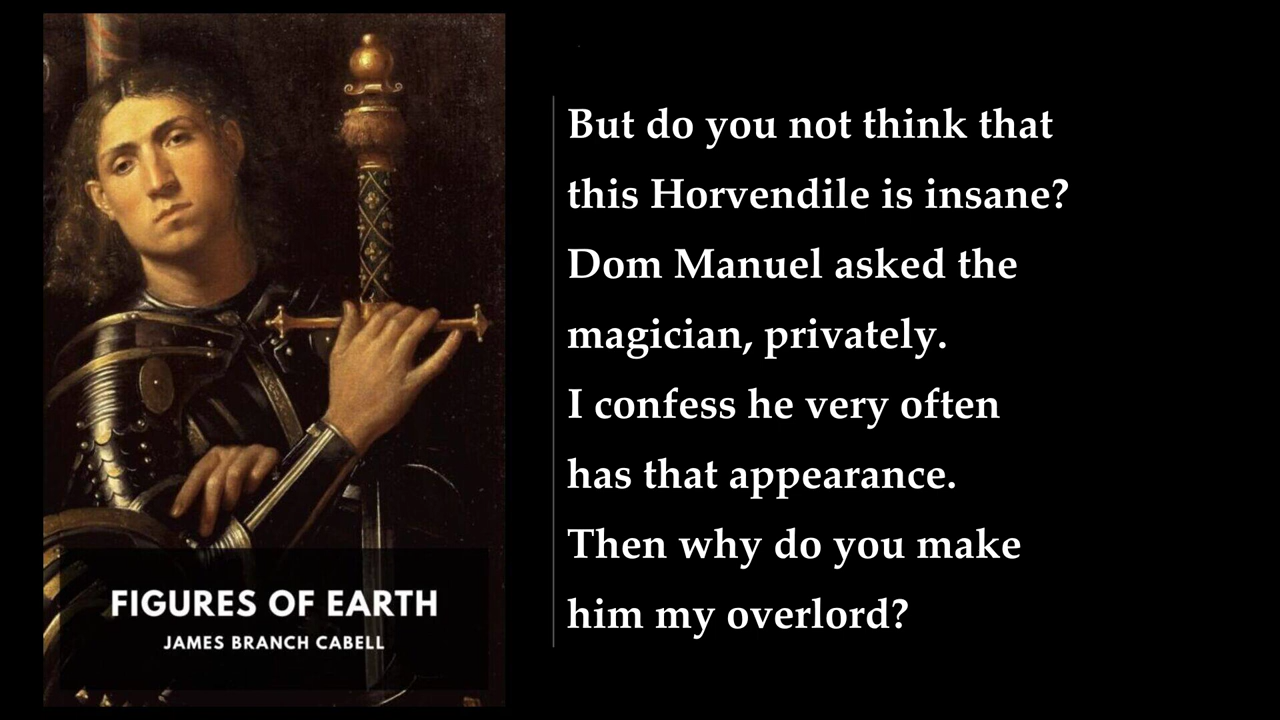 FIGURES OF EARTH
JAMES BRANCH CABELL
But do you not think that
this Horvendile is insane?
Dom Manuel asked the
magician, privately.
I confess he very often
has that appearance.
Then why do you make
him my overlord?